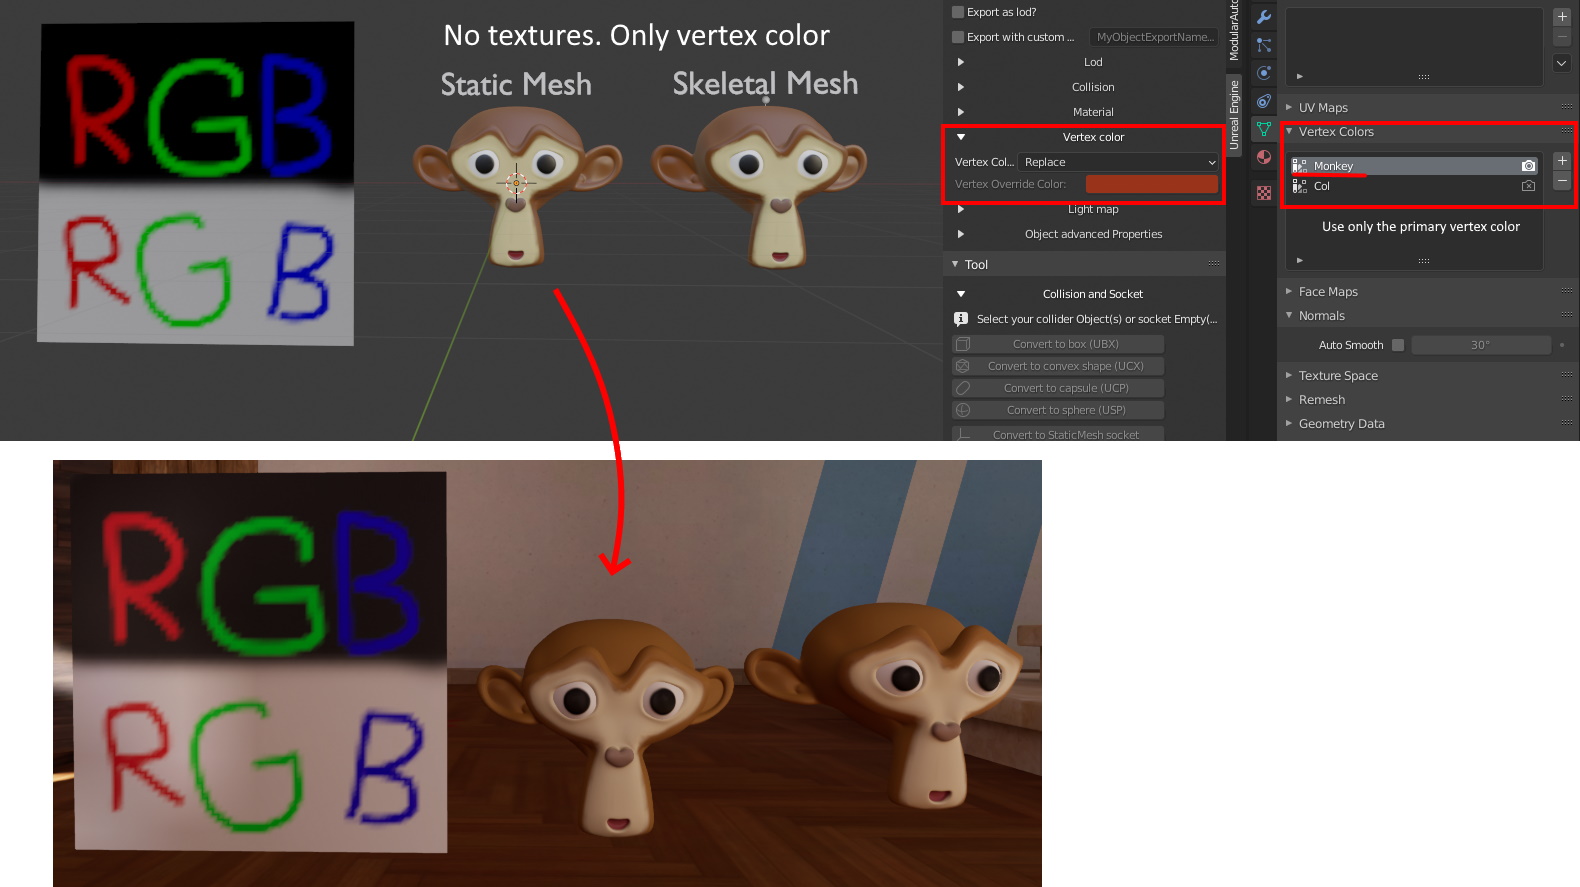 RGB
RGB
No textures. Only vertex color
Static Mesh
Skeletal Mesh
Export as lod?
Export with custom ...
MyObjectExportName...
Lod
Collision
Material
Vertex color
Vertex Col...
Replace
Vertex Override Color:
Light map
Object advanced Properties
Tool
Collision and Socket
Select your collider Object(s) or socket Empty(...
Convert to box (UBX)
Convert to convex shape (UCX)
Convert to capsule (UCP)
Convert to sphere (USP)
Convert to StaticMesh socket
ModularAuto
Unreal Engine
UV Maps
Vertex Colors
Monkey
Col
Use only the primary vertex color
Face Maps
Normals
Auto Smooth
30°
Texture Space
Remesh
Geometry Data
RGB
RGB